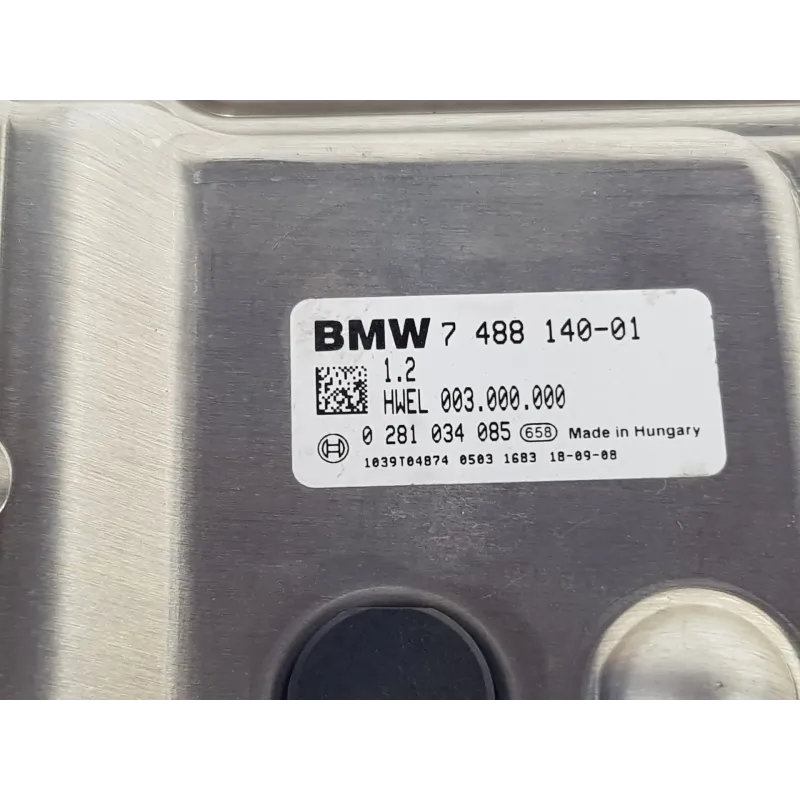 BMW 7 488 140-01
1.2
HWEL 003.000.000
0 281 034 085 658 Made in Hungary
1039T04874 0503 1683 18-09-08